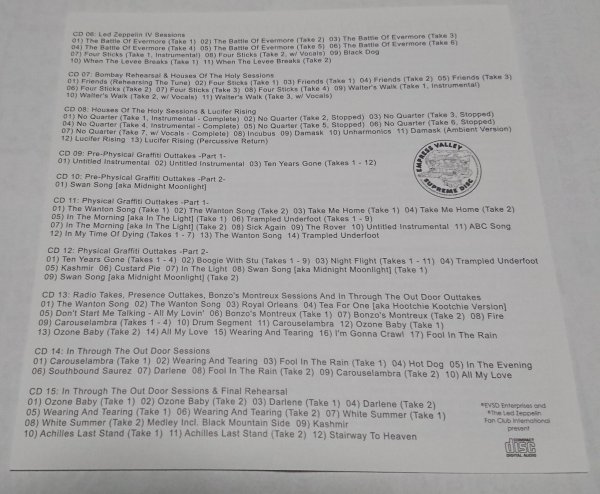 CD 06: Led Zeppelin IV Sessions
01) The Battle Of Evermore (Take 1) 02) The Battle Of Evermore (Take 2) 03) The Battle Of Evermore (Take 3)
04) The Battle Of Evermore (Take 4) 05) The Battle Of Evermore (Take 5) 06) The Battle Of Evermore (Take 6)
07) Four Sticks (Take 1, Instrumental) 08) Four Sticks (Take 2, w/ Vocals) 09) Black Dog
10) When The Levee Breaks (Take 1) 11) When The Levee Breaks (Take 2)
CD 07: Bombay Rehearsal & Houses Of The Holy Sessions
01) Friends (Rehearsing The Tune) 02) Four Sticks (Take 1) 03) Friends (Take 1) 04) Friends (Take 2) 05) Friends (Take 3)
06) Four Sticks (Take 2) 07) Four Sticks (Take 3) 08) Four Sticks (Take 4) 09) Walter's Walk (Take 1, Instrumental)
10) Walter's Walk (Take 2, w/ Vocals) 11) Walter's Walk (Take 3, w/ Vocals)
CD 08: Houses Of The Holy Sessions & Lucifer Rising
01) No Quarter (Take 1, Instrumental - Complete) 02) No Quarter (Take 2, Stopped) 03) No Quarter (Take 3, Stopped)
04) No Quarter (Take 4, Instrumental - Complete) 05) No Quarter (Take 5, Stopped) 06) No Quarter (Take 6, Stopped)
07) No Quarter (Take 7, w/ Vocals - Complete) 08) Incubus 09) Damask 10) Unharmonics 11) Damask (Ambient Version)
12) Lucifer Rising 13) Lucifer Rising (Percussive Return)
CD 09: Pre-Physical Graffiti Outtakes -Part 1-
01) Untitled Instrumental 02) Untitled Instrumental 03) Ten Years Gone (Takes 1 - 12)
CD 10: Pre-Physical Graffiti Outtakes -Part 2-
01) Swan Song [aka Midnight Moonlight]
EMPRESS VALLEY
SUPREME DISC
CD 11: Physical Graffiti Outtakes -Part 1-
01) The Wanton Song (Take 1) 02) The Wanton Song (Take 2) 03) Take Me Home (Take 1) 04) Take Me Home (Take 2)
05) In The Morning [aka In The Light] (Take 1) 06) Trampled Underfoot (Takes 1 - 9)
07) In The Morning [aka In The Light] (Take 2) 08) Sick Again 09) The Rover 10) Untitled Instrumental 11) ABC Song
12) In My Time Of Dying (Takes 1 - 7) 13) The Wanton Song 14) Trampled Underfoot
CD 12: Physical Graffiti Outtakes -Part 2-
01) Ten Years Gone (Takes 1 - 4) 02) Boogie With Stu (Takes 1 - 9) 03) Night Flight (Takes 1 - 11) 04) Trampled Underfoot
05) Kashmir 06) Custard Pie 07) In The Light 08) Swan Song [aka Midnight Moonlight] (Take 1)
09) Swan Song [aka Midnight Moonlight] (Take 2)
CD 13: Radio Takes, Presence Outtakes, Bonzo's Montreux Sessions And In Through The Out Door Outtakes
01) The Wanton Song 02) The Wanton Song 03) Royal Orleans 04) Tea For One [aka Hootchie Kootchie Version]
05) Don't Start Me Talking - All My Lovin' 06) Bonzo's Montreux (Take 1) 07) Bonzo's Montreux (Take 2) 08) Fire
09) Carouselambra (Takes 1 - 4) 10) Drum Segment 11) Carouselambra 12) Ozone Baby (Take 1)
13) Ozone Baby (Take 2) 14) All My Love 15) Wearing And Tearing 16) I'm Gonna Crawl 17) Fool In The Rain
CD 14: In Through The Out Door Sessions
01) Carouselambra (Take 1) 02) Wearing And Tearing 03) Fool In The Rain (Take 1) 04) Hot Dog 05) In The Evening
06) Southbound Saurez 07) Darlene 08) Fool In The Rain (Take 2) 09) Carouselambra (Take 2) 10) All My Love
CD 15: In Through The Out Door Sessions & Final Rehearsal
01) Ozone Baby (Take 1) 02) Ozone Baby (Take 2) 03) Darlene (Take 1) 04) Darlene (Take 2)
05) Wearing And Tearing (Take 1) 06) Wearing And Tearing (Take 2) 07) White Summer (Take 1)
08) White Summer (Take 2) Medley Incl. Black Mountain Side 09) Kashmir
10) Achilles Last Stand (Take 1) 11) Achilles Last Stand (Take 2) 12) Stairway To Heaven
®EVSD Enterprises and
®The Led Zeppelin
Fan Club International
present
COMPACT
disc
DIGITAL AUDIO